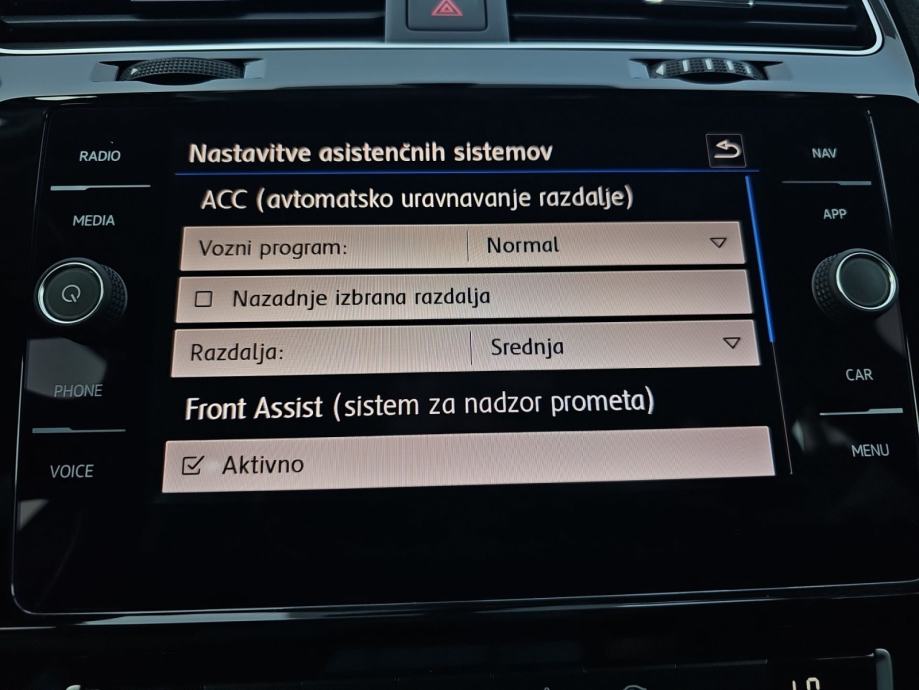 RADIO
MEDIA
PHONE
VOICE
Nastavitve asistenčnih sistemov
ACC (avtomatsko uravnavanje razdalje)
Vozni program: Normal
Nazadnje izbrana razdalja
Razdalja: Srednja
Front Assist (sistem za nadzor prometa)
Aktivno
NAV
APP
CAR
MENU